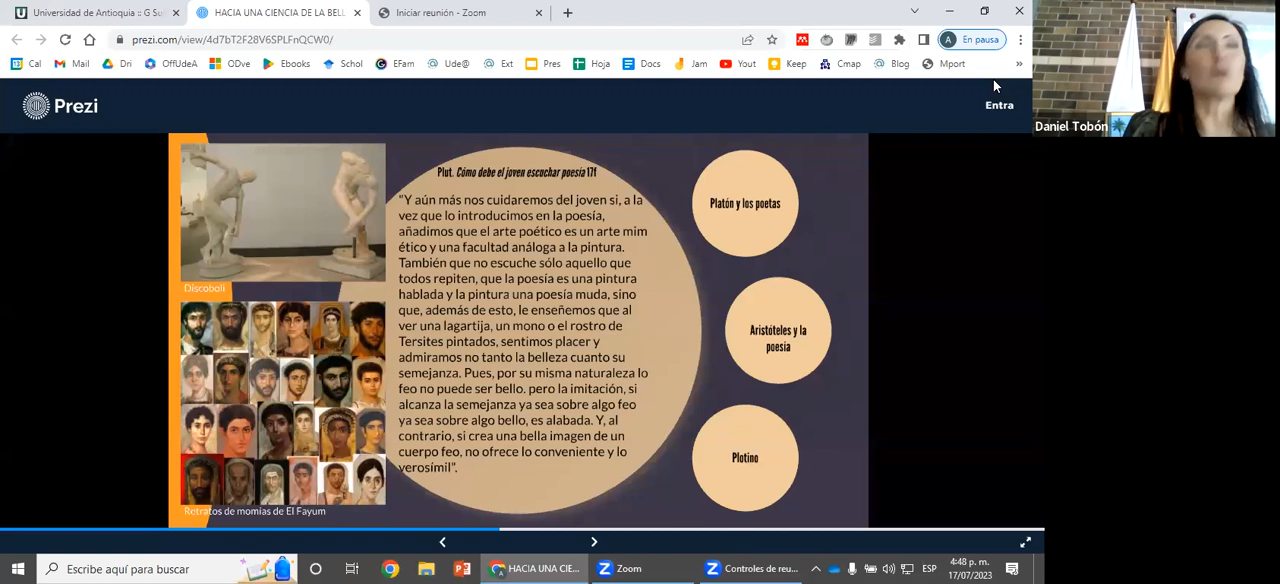 Universidad de Antioquia :: G Sui
HACIA UNA CIENCIA DE LA BELL
Iniciar reunión - Zoom
prezi.com/view/4d7bT2F28V6SPLFnQCW0/
A
En pausa
Cal
Mail
Dri
OffUdeA
ODve
Ebooks
Schol
EFam
Ude@
Ext
Pres
Hoja
Docs
Jam
Yout
Keep
Cmap
Blog
Mport
Prezi
Entra
Daniel Tobón
Discoboli
Retratos de momias de El Fayum
Plut. Cómo debe el joven escuchar poesía 17f
“Y aún más nos cuidaremos del joven si, a la
vez que lo introducimos en la poesía,
añadimos que el arte poético es un arte mim
ético y una facultad análoga a la pintura.
También que no escuche sólo aquello que
todos repiten, que la poesía es una pintura
hablada y la pintura una poesía muda, sino
que, además de esto, le enseñemos que al
ver una lagartija, un mono o el rostro de
Tersites pintados, sentimos placer y
admiramos no tanto la belleza cuanto su
semejanza. Pues, por su misma naturaleza lo
feo no puede ser bello. pero la imitación, si
alcanza la semejanza ya sea sobre algo feo
ya sea sobre algo bello, es alabada. Y, al
contrario, si crea una bella imagen de un
cuerpo feo, no ofrece lo conveniente y lo
verosímil”.
Platón y los poetas
Aristóteles y la
poesía
Plotino
Escribe aquí para buscar
HACIA UNA CIE...
Zoom
Controles de reu...
ESP
4:48 p. m.
17/07/2023